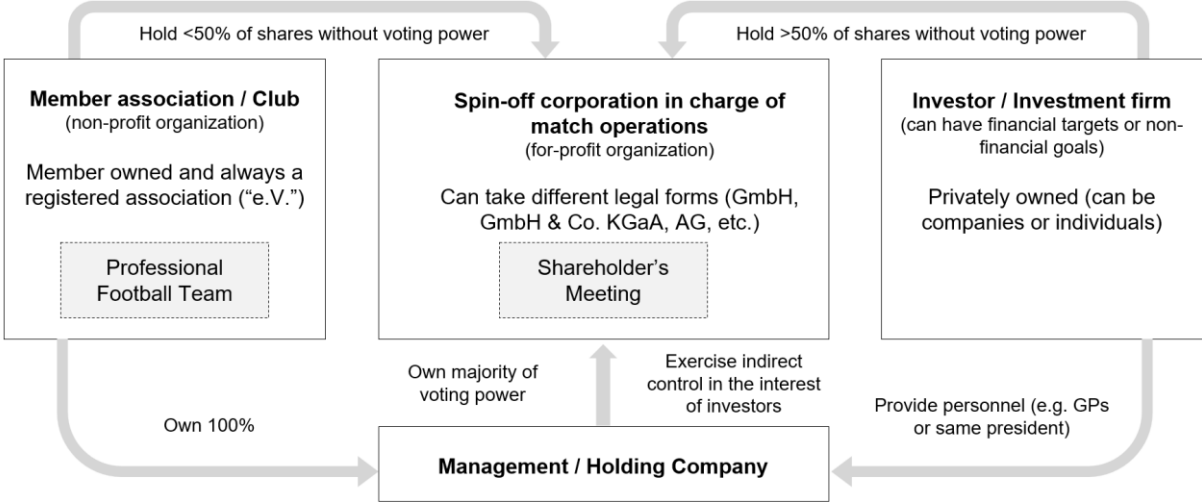 Hold <50% of shares without voting power
Hold >50% of shares without voting power
Member association / Club
(non-profit organization)
Member owned and always a
registered association (“e.V.”)
Professional
Football Team
Spin-off corporation in charge of
match operations
(for-profit organization)
Can take different legal forms (GmbH,
GmbH & Co. KGaA, AG, etc.)
Shareholder’s
Meeting
Investor / Investment firm
(can have financial targets or non-
financial goals)
Privately owned (can be
companies or individuals)
Own 100%
Own majority of
voting power
Exercise indirect
control in the interest
of investors
Provide personnel (e.g. GPs
or same president)
Management / Holding Company